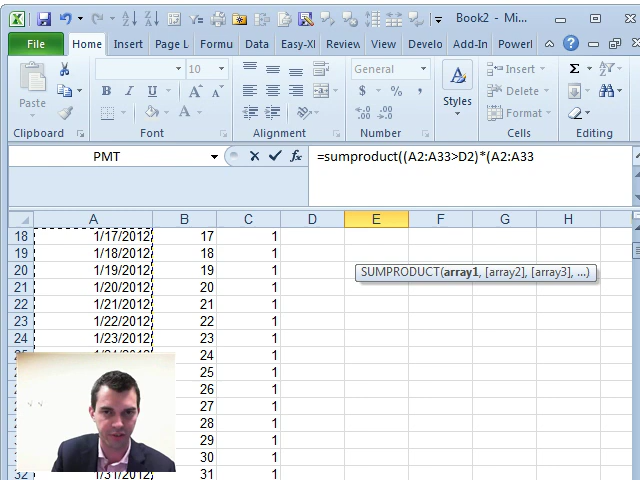 Book2 - Mi...
File Home Insert Page L Formu Data Easy-Xl Review View Develo Add-In Powerl
Paste
Clipboard
10
B I U A A
A
Font
Alignment
General
$ % ,
.00 .0
Number
A
Styles
Insert
Delete
Format
Cells
Σ
Editing
PMT
fx
=sumproduct((A2:A33>D2)*(A2:A33
A B C D E F G H
18 1/17/2012 17 1
19 1/18/2012 18 1
20 1/19/2012 19 1
SUMPRODUCT(array1, [array2], [array3], ...)
21 1/20/2012 20 1
22 1/21/2012 21 1
23 1/22/2012 22 1
24 1/23/2012 23 1
24 1
25 1
26 1
27 1
28 1
29 1
30 1
32 1/31/2012 31 1